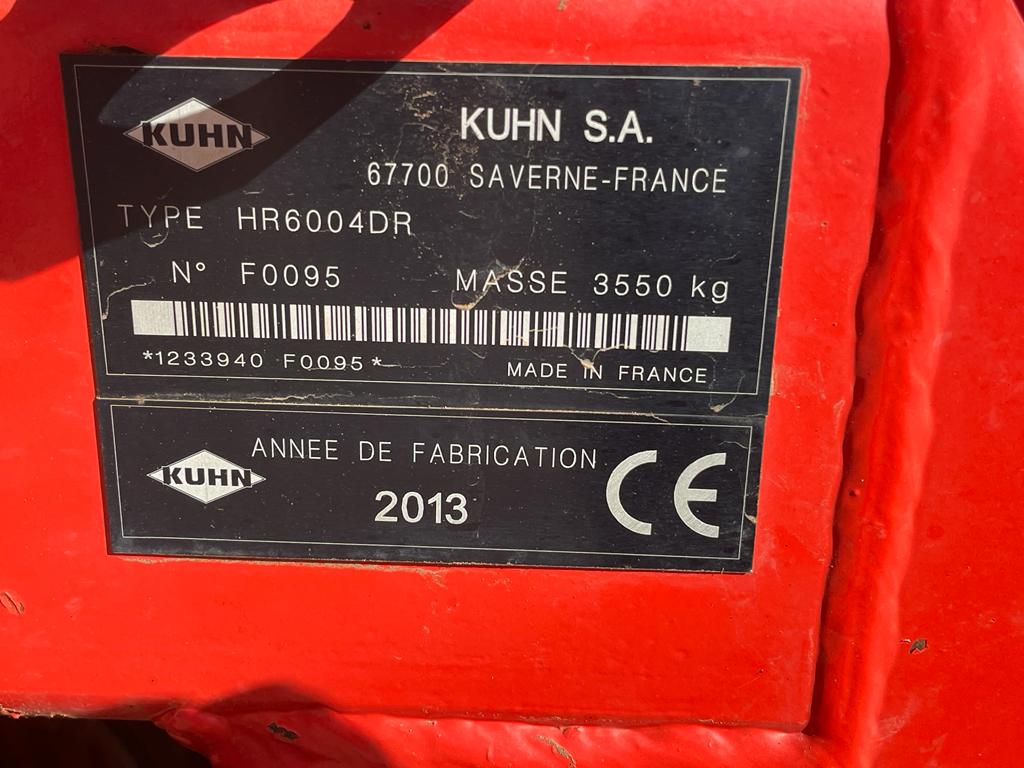 KUHN
KUHN S.A.
67700 SAVERNE-FRANCE
TYPE HR6004DR
N° F0095 MASSE 3550 kg
*1233940 F0095*
MADE IN FRANCE
KUHN
ANNEE DE FABRICATION
2013
CE